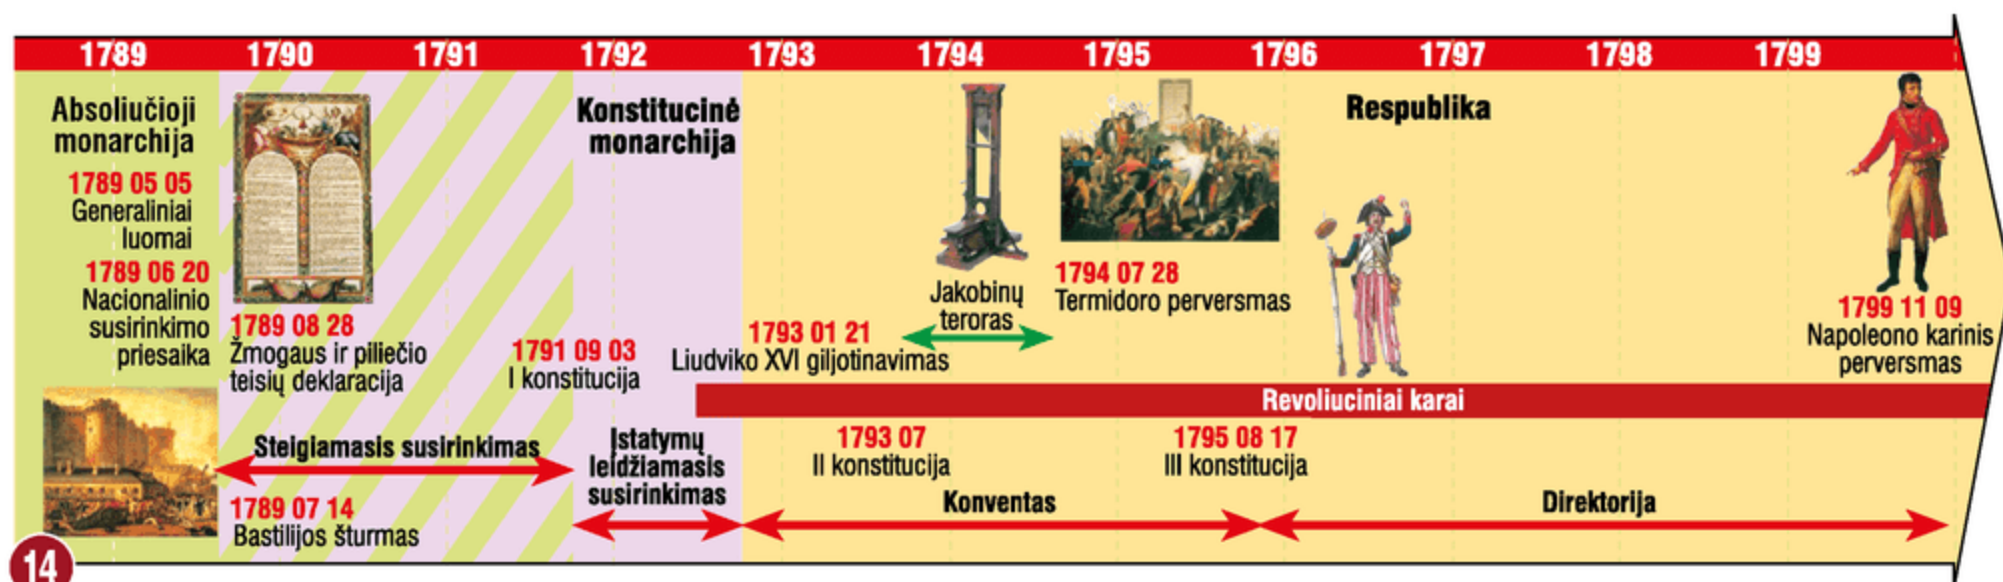 1789 1790 1791 1792 1793 1794 1795 1796 1797 1798 1799
Absoliučioji
monarchija
1789 05 05
Generaliniai
luomai
1789 06 20
Nacionalinio
susirinkimo
priesaika
1789 08 28
Žmogaus ir piliečio
teisių deklaracija
Steigiamasis susirinkimas
1789 07 14
Bastilijos šturmas
1791 09 03
I konstitucija
Konstitucinė
monarchija
Įstatymų
leidžiamasis
susirinkimas
1793 01 21
Liudviko XVI giljotinavimas
Jakobinų
teroras
1794 07 28
Termidoro perversmas
Respublika
1799 11 09
Napoleono karinis
perversmas
Revoliuciniai karai
1793 07
II konstitucija
1795 08 17
III konstitucija
Konventas
Direktorija
14